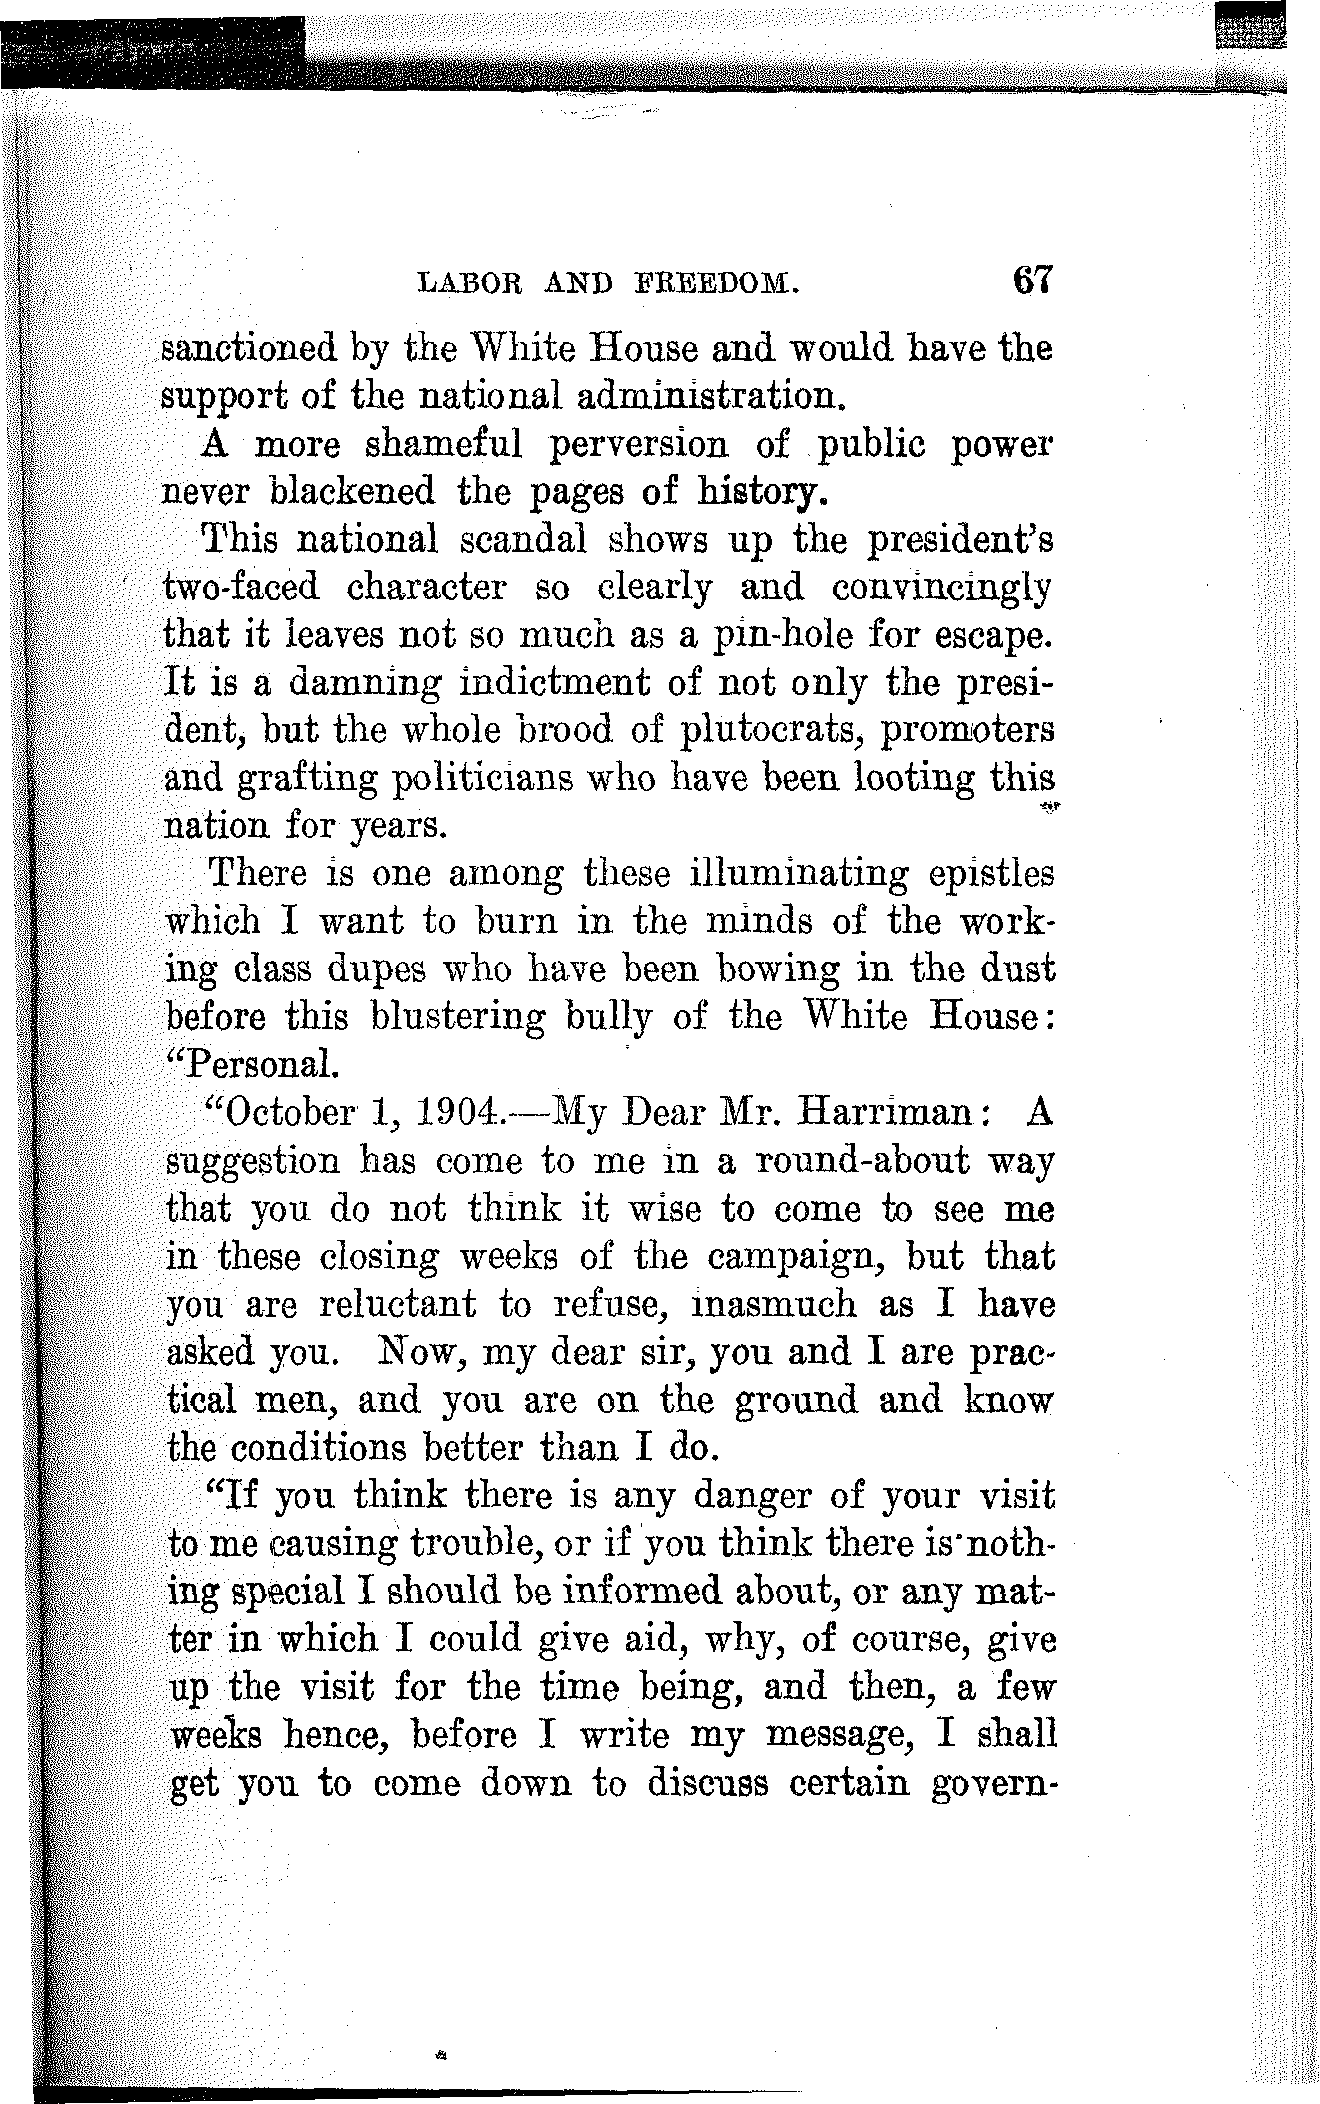 LABOR AND FREEDOM. 67
sanctioned by the White House and would have the
support of the national administration.
A more shameful perversion of public power
never blackened the pages of history.
This national scandal shows up the president's
two-faced character so clearly and convincingly
that it leaves not so much as a pin-hole for escape.
It is a damning indictment of not only the presi-
dent, but the whole brood of plutocrats, promoters
and grafting politicians who have been looting this
nation for years.
There is one among these illuminating epistles
which I want to burn in the minds of the work-
ing class dupes who have been bowing in the dust
before this blustering bully of the White House:
"Personal.
"October 1, 1904.—My Dear Mr. Harriman: A
suggestion has come to me in a round-about way
that you do not think it wise to come to see me
in these closing weeks of the campaign, but that
you are reluctant to refuse, inasmuch as I have
asked you. Now, my dear sir, you and I are prac-
tical men, and you are on the ground and know
the conditions better than I do.
"If you think there is any danger of your visit
to me causing trouble, or if you think there is noth-
ing special I should be informed about, or any mat-
ter in which I could give aid, why, of course, give
up the visit for the time being, and then, a few
weeks hence, before I write my message, I shall
get you to come down to discuss certain govern-